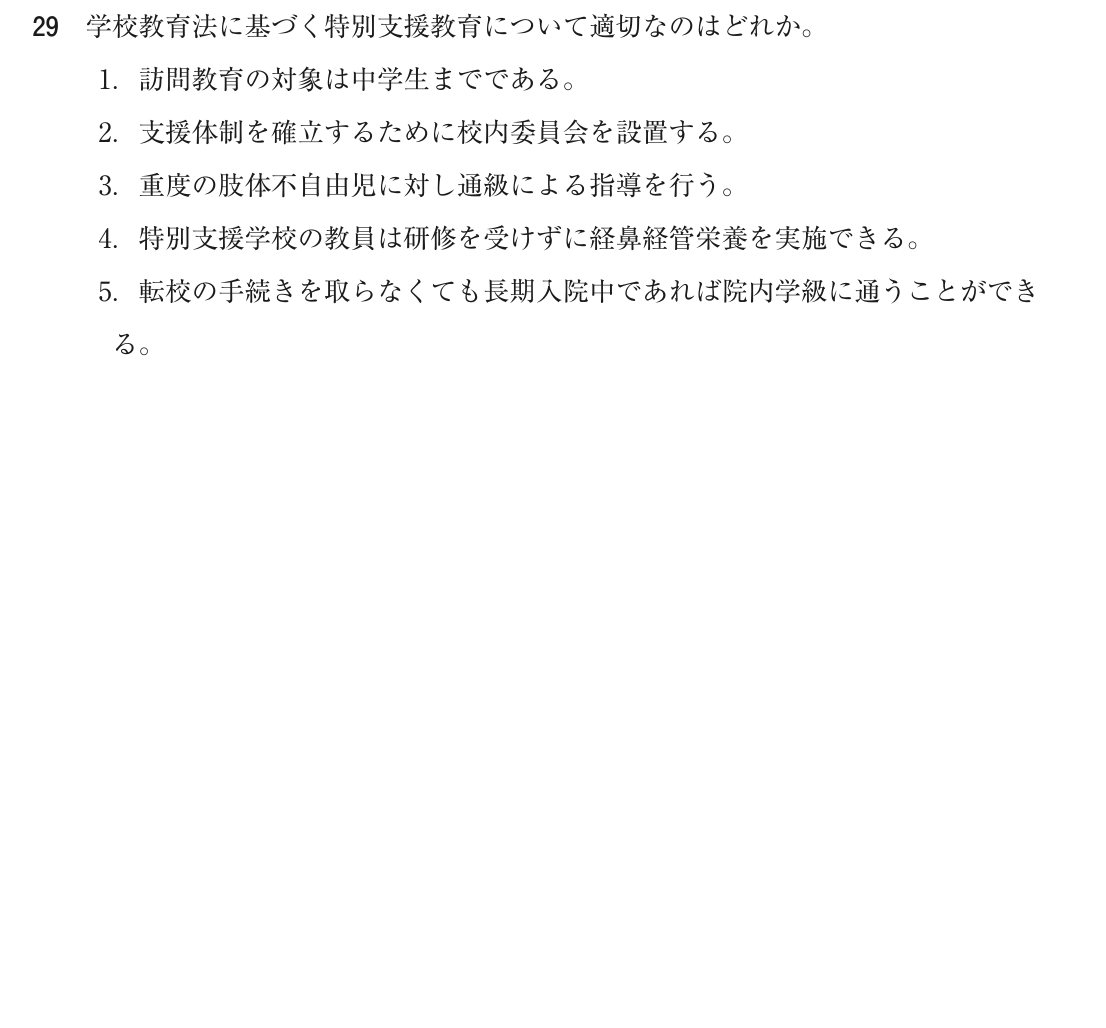 29 学校教育法に基づく特別支援教育について適切なのはどれか。
1. 訪問教育の対象は中学生までである。
2. 支援体制を確立するために校内委員会を設置する。
3. 重度の肢体不自由児に対し通級による指導を行う。
4. 特別支援学校の教員は研修を受けずに経鼻経管栄養を実施できる。
5. 転校の手続きを取らなくても長期入院中であれば院内学級に通うことができ
る。